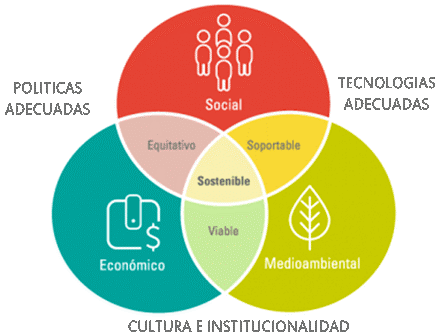 POLITICAS
ADECUADAS
TECNOLOGIAS
ADECUADAS
Social
Equitativo
Soportable
Sostenible
Viable
$
Económico
Medioambiental
CULTURA E INSTITUCIONALIDAD